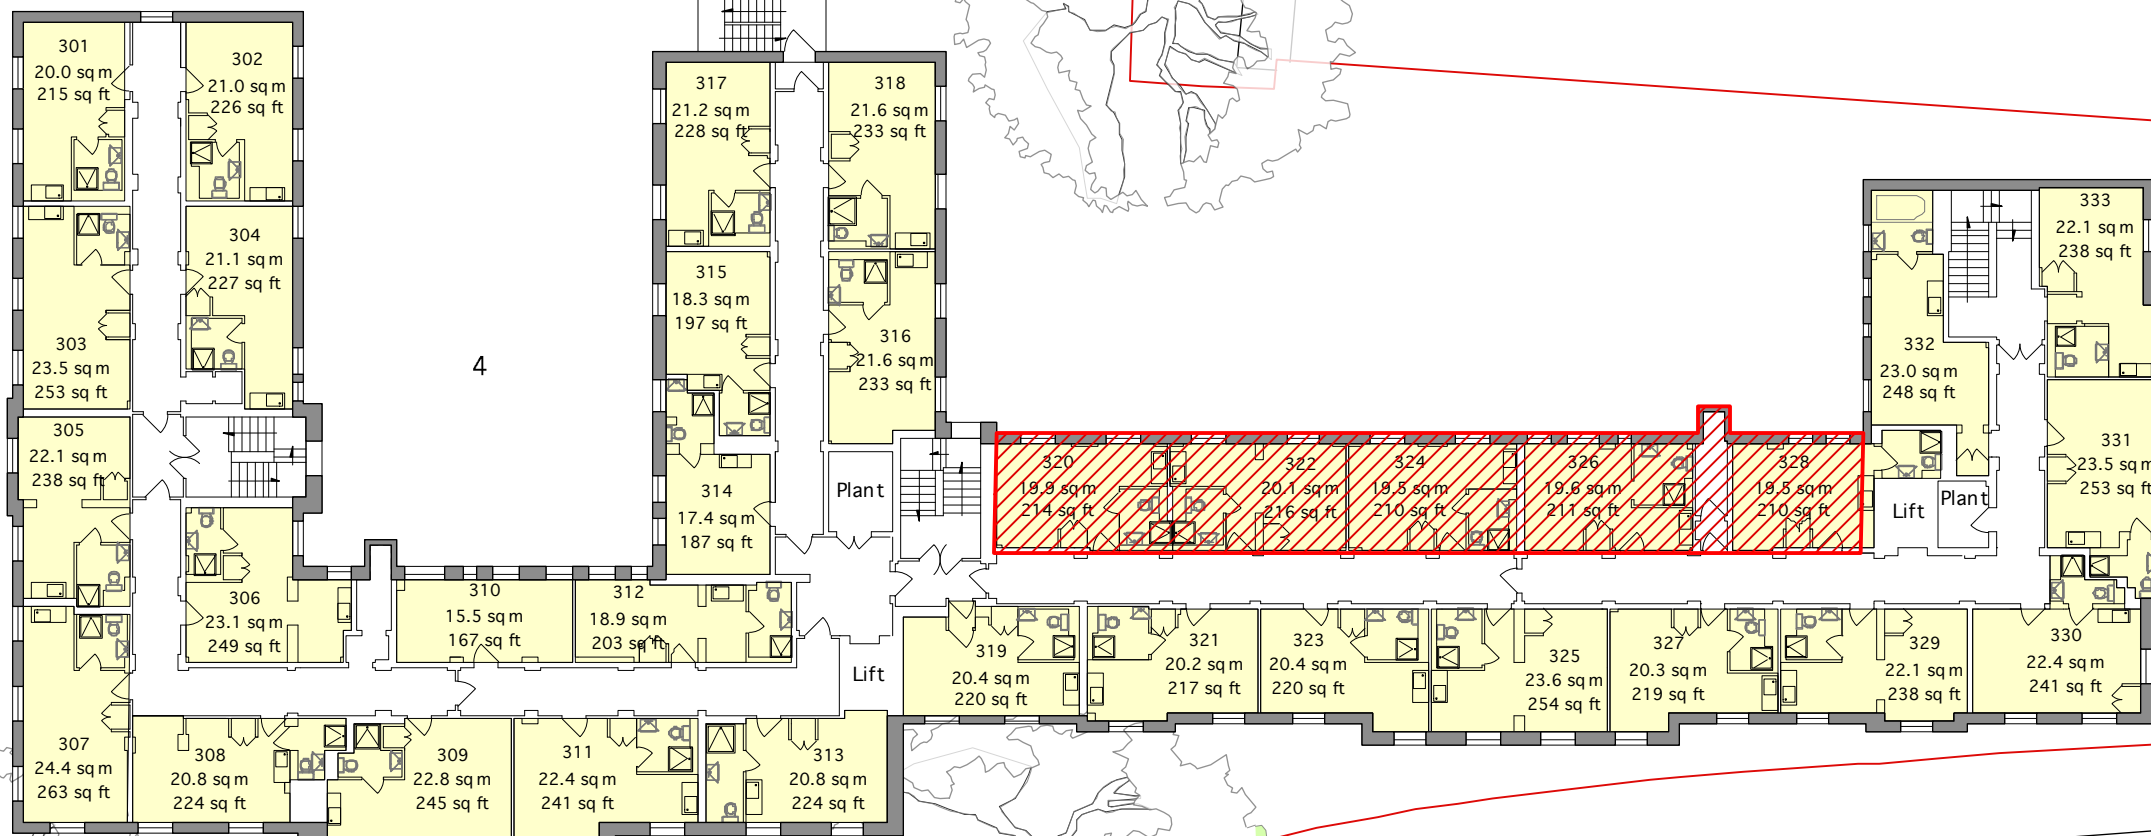 301
20.0 sq m
215 sq ft
302
21.0 sq m
226 sq ft
303
23.5 sq m
253 sq ft
304
21.1 sq m
227 sq ft
305
22.1 sq m
238 sq ft
306
23.1 sq m
249 sq ft
307
24.4 sq m
263 sq ft
308
20.8 sq m
224 sq ft
309
22.8 sq m
245 sq ft
310
15.5 sq m
167 sq ft
311
22.4 sq m
241 sq ft
312
18.9 sq m
203 sq ft
313
20.8 sq m
224 sq ft
4
317
21.2 sq m
228 sq ft
318
21.6 sq m
233 sq ft
315
18.3 sq m
197 sq ft
316
21.6 sq m
233 sq ft
314
17.4 sq m
187 sq ft
Plant
Lift
320
19.9 sq m
214 sq ft
322
20.1 sq m
216 sq ft
324
19.5 sq m
210 sq ft
326
19.6 sq m
211 sq ft
328
19.5 sq m
210 sq ft
319
20.4 sq m
220 sq ft
321
20.2 sq m
217 sq ft
323
20.4 sq m
220 sq ft
325
23.6 sq m
254 sq ft
327
20.3 sq m
219 sq ft
329
22.1 sq m
238 sq ft
330
22.4 sq m
241 sq ft
333
22.1 sq m
238 sq ft
332
23.0 sq m
248 sq ft
331
23.5 sq m
253 sq ft
Lift
Plant